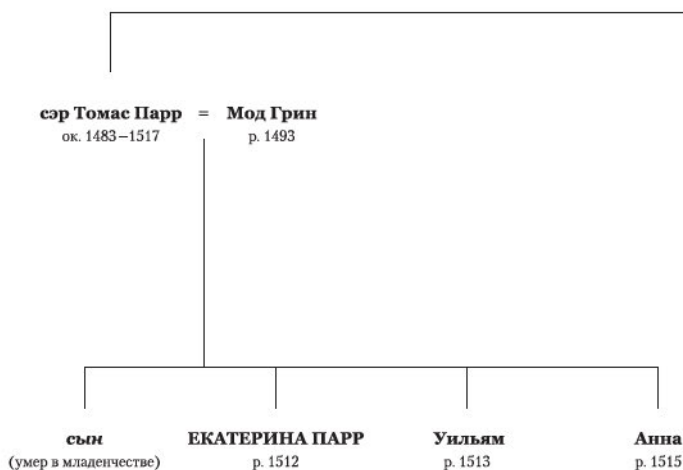 сэр Томас Парр = Мод Грин
ок. 1483–1517 р. 1493
сын ЕКАТЕРИНА ПАРР Уильям Анна
(умер в младенчестве) р. 1512 р. 1513 р. 1515